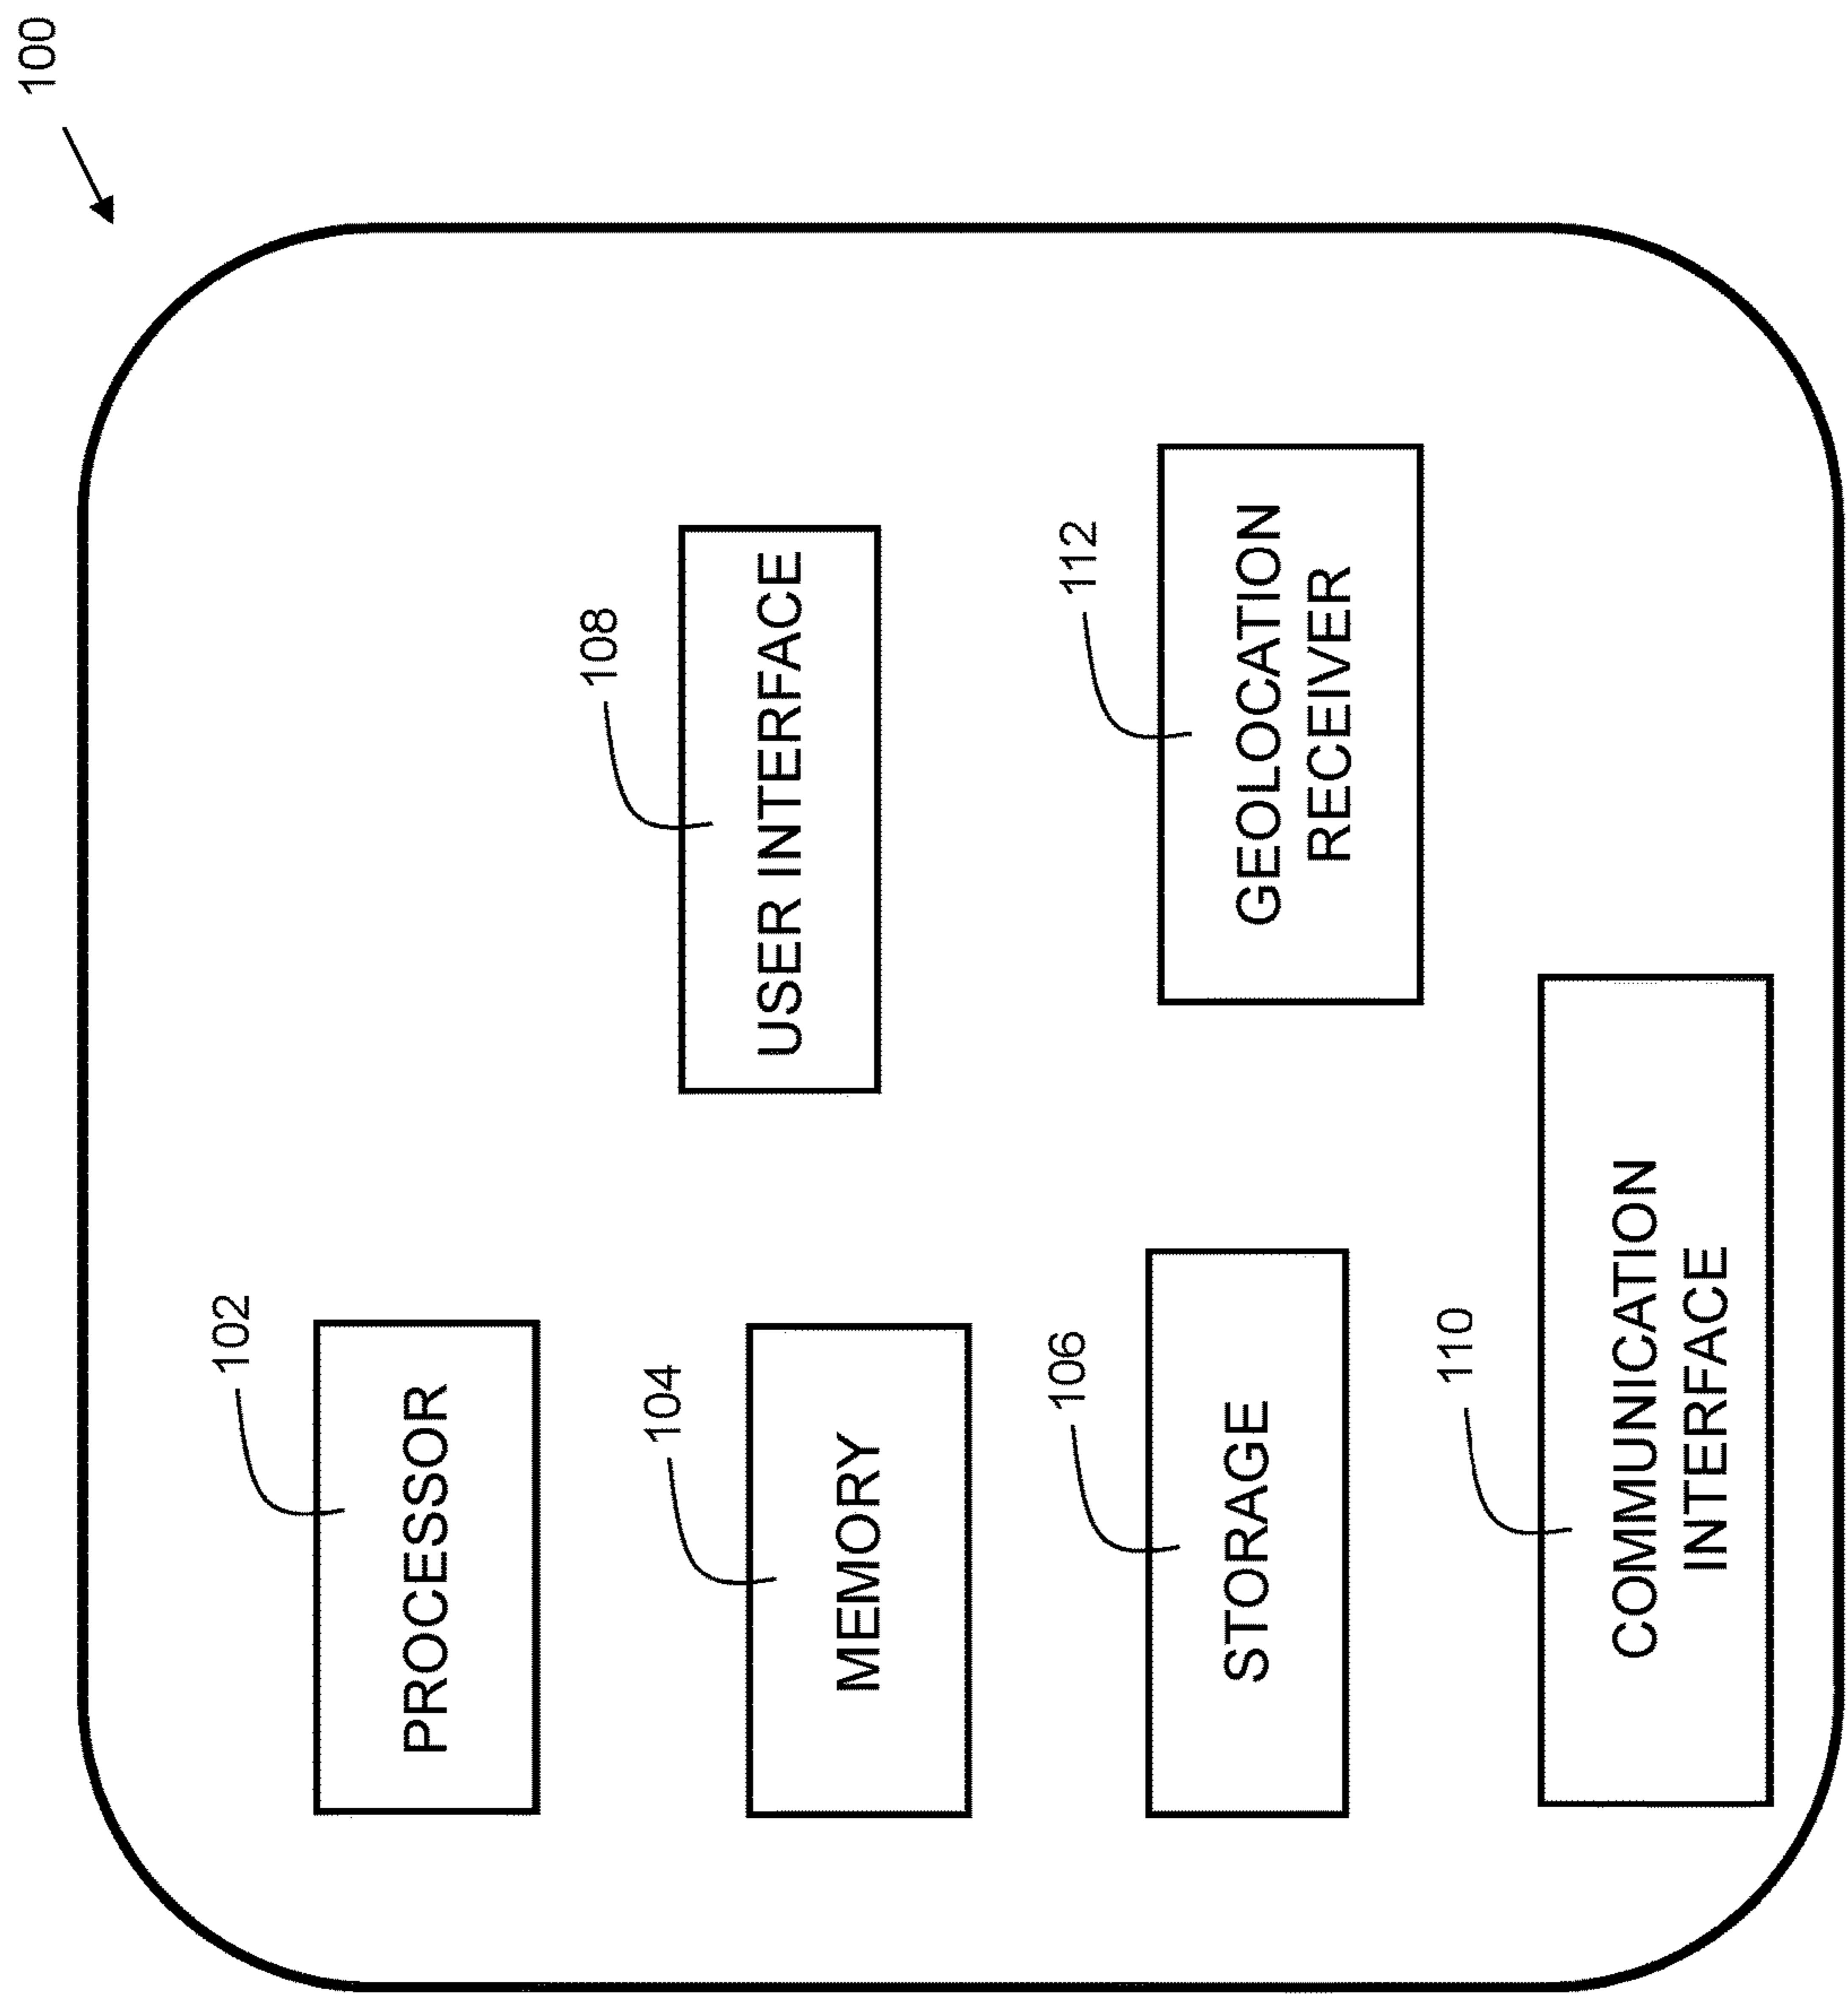 100
102
PROCESSOR
104
MEMORY
106
STORAGE
108
USER INTERFACE
110
COMMUNICATION
INTERFACE
112
GEOLOCATION
RECEIVER